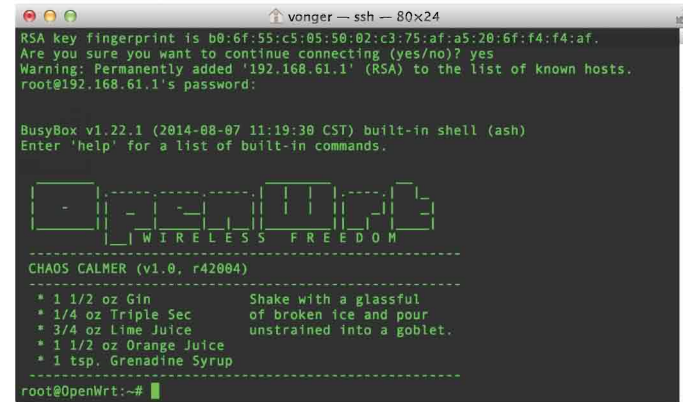 vonger — ssh — 80×24
RSA key fingerprint is b0:6f:55:c5:05:50:02:c3:75:af:a5:20:6f:f4:f4:af.
Are you sure you want to continue connecting (yes/no)? yes
Warning: Permanently added '192.168.61.1' (RSA) to the list of known hosts.
root@192.168.61.1's password:
BusyBox v1.22.1 (2014-08-07 11:19:30 CST) built-in shell (ash)
Enter 'help' for a list of built-in commands.
OpenWrt
W I R E L E S S   F R E E D O M
CHAOS CALMER (v1.0, r42004)
* 1 1/2 oz Gin Shake with a glassful
* 1/4 oz Triple Sec of broken ice and pour
* 3/4 oz Lime Juice unstrained into a goblet.
* 1 1/2 oz Orange Juice
* 1 tsp. Grenadine Syrup
root@OpenWrt:~#